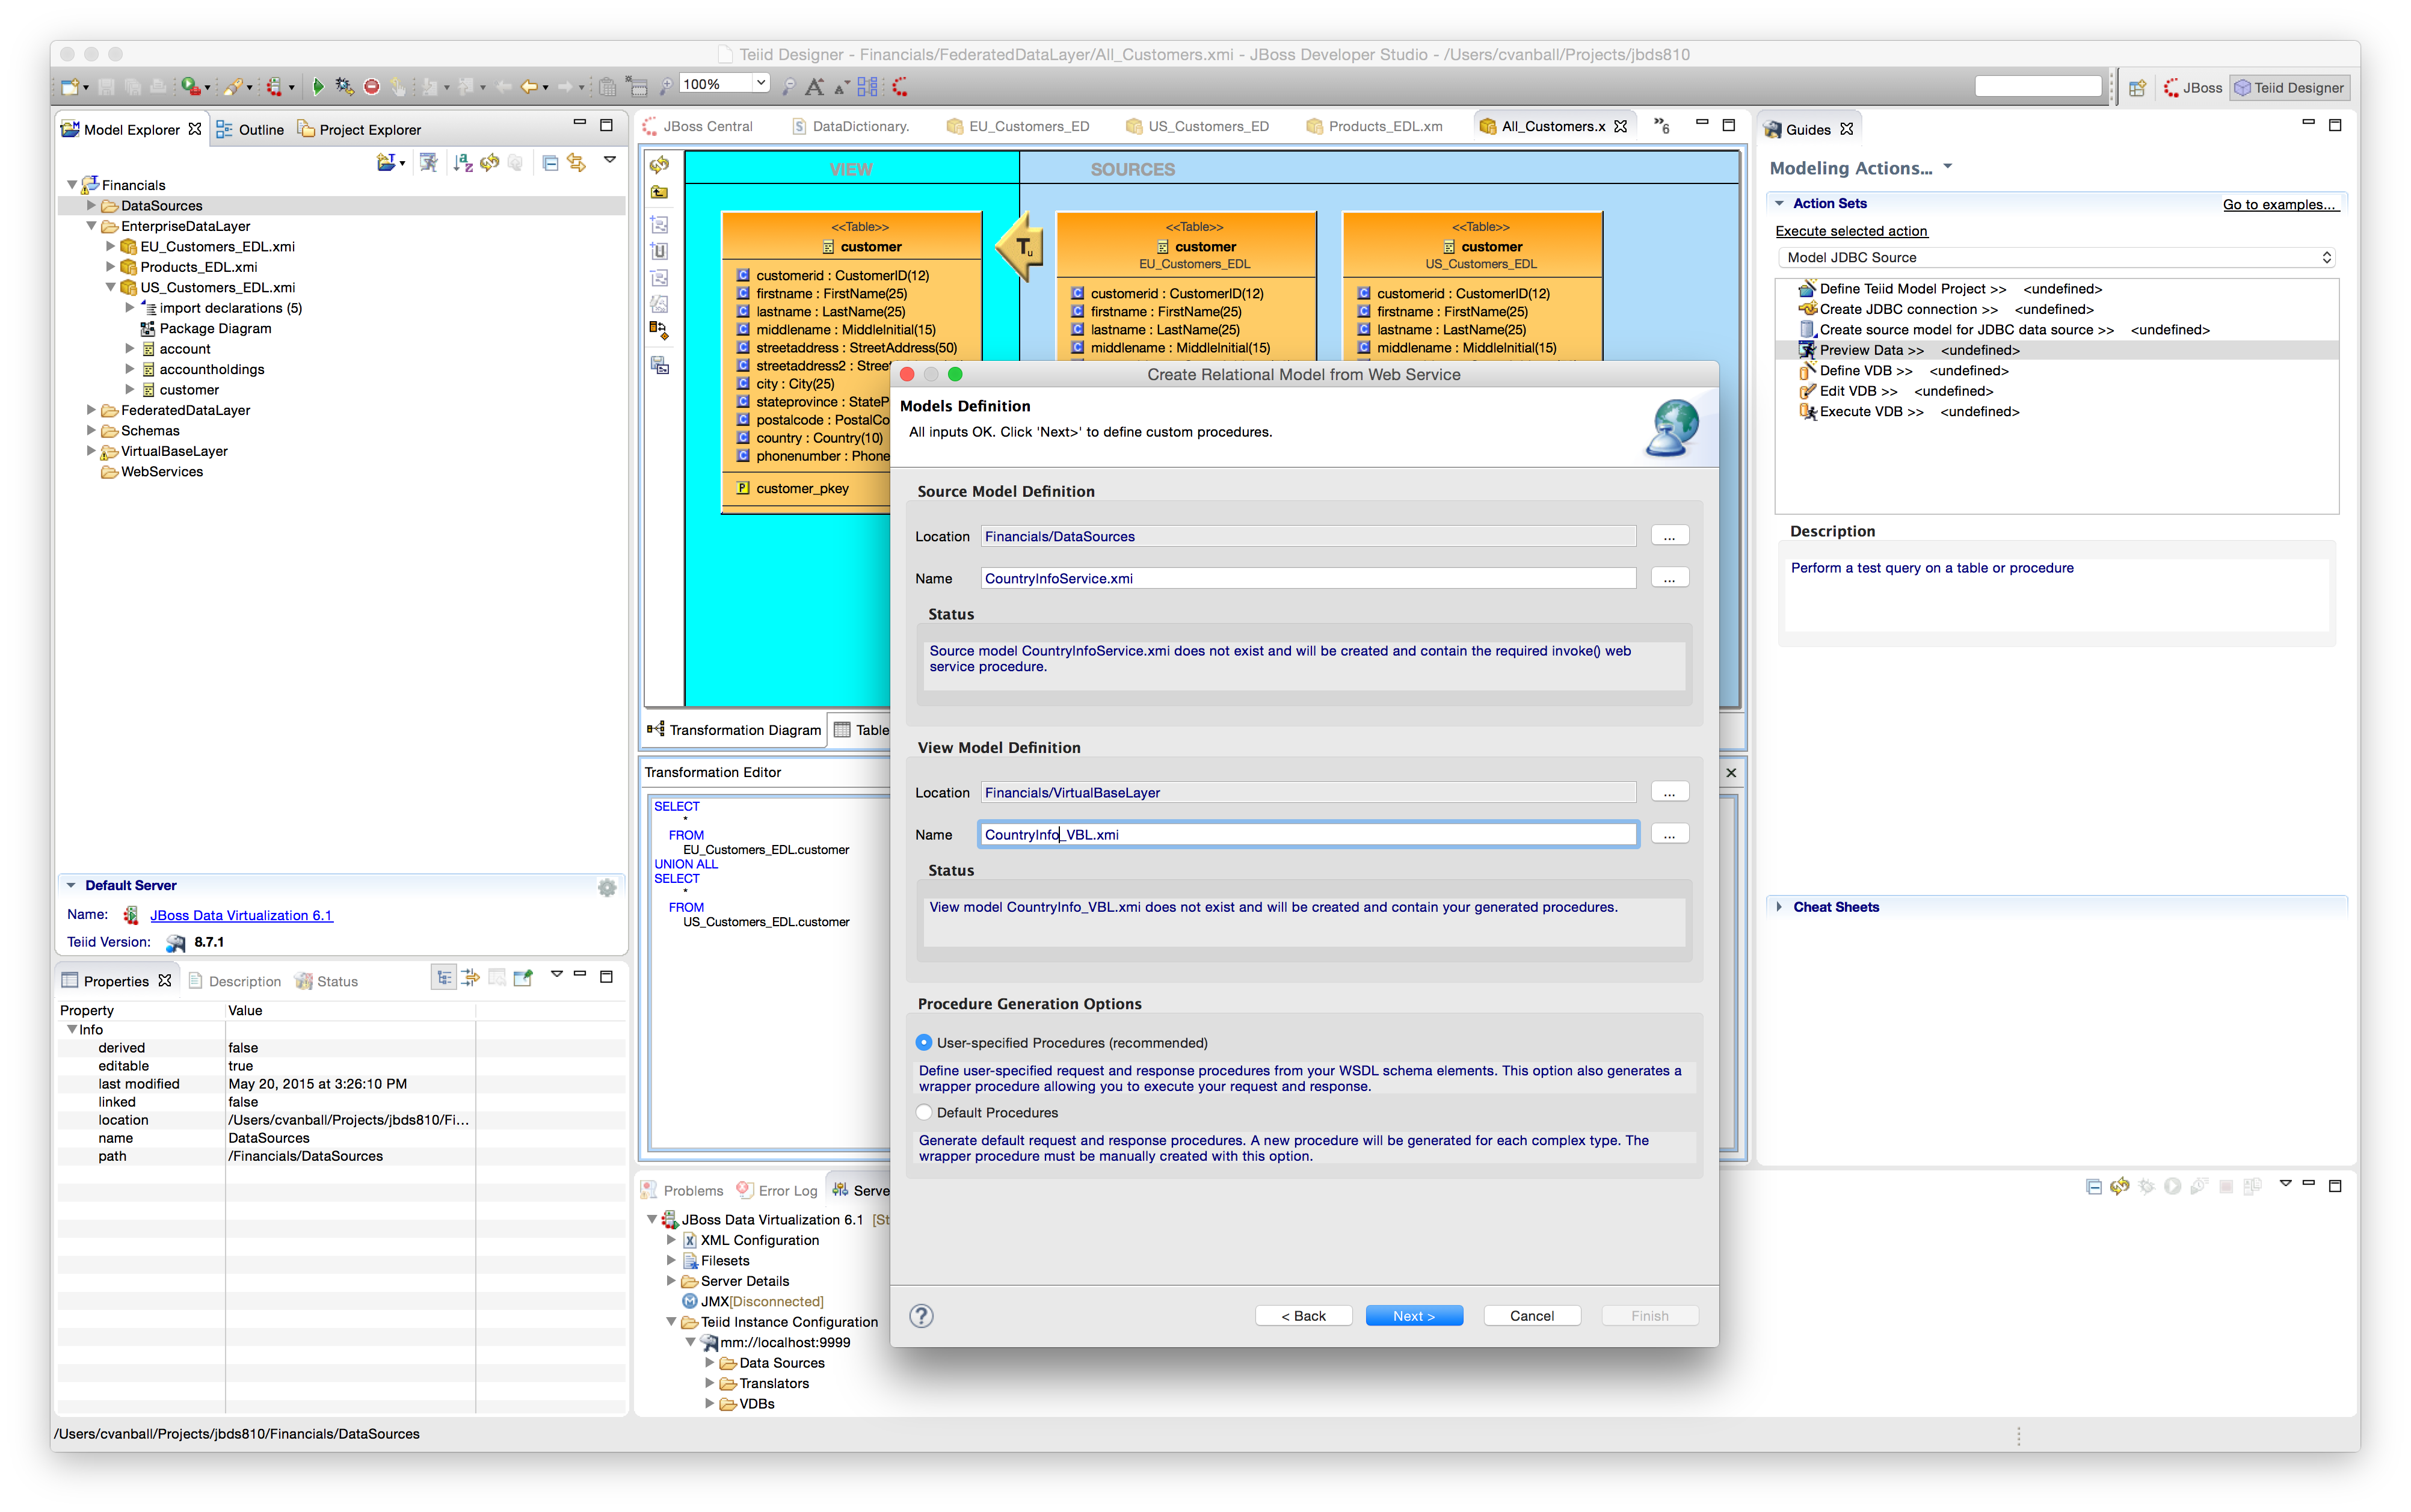 Teiid Designer - Financials/FederatedDataLayer/All_Customers.xmi - JBoss Developer Studio - /Users/cvanball/Projects/jbds810
100%
JBoss
Teiid Designer
Model Explorer
Outline
Project Explorer
Financials
DataSources
EnterpriseDataLayer
EU_Customers_EDL.xmi
Products_EDL.xmi
US_Customers_EDL.xmi
import declarations (5)
Package Diagram
account
accountholdings
customer
FederatedDataLayer
Schemas
VirtualBaseLayer
WebServices
Default Server
Name: JBoss Data Virtualization 6.1
Teiid Version: 8.7.1
Properties
Description
Status
Property Value
Info
derived false
editable true
last modified May 20, 2015 at 3:26:10 PM
linked false
location /Users/cvanball/Projects/jbds810/Fi...
name DataSources
path /Financials/DataSources
/Users/cvanball/Projects/jbds810/Financials/DataSources
JBoss Central
DataDictionary.
EU_Customers_ED
US_Customers_ED
Products_EDL.xm
All_Customers.x
»6
VIEW
SOURCES
<<Table>>
customer
customerid : CustomerID(12)
firstname : FirstName(25)
lastname : LastName(25)
middlename : MiddleInitial(15)
streetaddress : StreetAddress(50)
streetaddress2 : Street
city : City(25)
stateprovince : StateP
postalcode : PostalCo
country : Country(10)
phonenumber : Phone
customer_pkey
T u
<<Table>>
customer
EU_Customers_EDL
customerid : CustomerID(12)
firstname : FirstName(25)
lastname : LastName(25)
middlename : MiddleInitial(15)
<<Table>>
customer
US_Customers_EDL
customerid : CustomerID(12)
firstname : FirstName(25)
lastname : LastName(25)
middlename : MiddleInitial(15)
Transformation Diagram
Table
Transformation Editor
SELECT
*
FROM
EU_Customers_EDL.customer
UNION ALL
SELECT
*
FROM
US_Customers_EDL.customer
Problems
Error Log
Serve
JBoss Data Virtualization 6.1 [St
XML Configuration
Filesets
Server Details
JMX[Disconnected]
Teiid Instance Configuration
mm://localhost:9999
Data Sources
Translators
VDBs
Create Relational Model from Web Service
Models Definition
All inputs OK. Click 'Next>' to define custom procedures.
Source Model Definition
Location Financials/DataSources ...
Name CountryInfoService.xmi ...
Status
Source model CountryInfoService.xmi does not exist and will be created and contain the required invoke() web
service procedure.
View Model Definition
Location Financials/VirtualBaseLayer ...
Name CountryInfo_VBL.xmi ...
Status
View model CountryInfo_VBL.xmi does not exist and will be created and contain your generated procedures.
Procedure Generation Options
User-specified Procedures (recommended)
Define user-specified request and response procedures from your WSDL schema elements. This option also generates a
wrapper procedure allowing you to execute your request and response.
Default Procedures
Generate default request and response procedures. A new procedure will be generated for each complex type. The
wrapper procedure must be manually created with this option.
?
< Back
Next >
Cancel
Finish
Guides
Modeling Actions...
Action Sets
Go to examples...
Execute selected action
Model JDBC Source
Define Teiid Model Project >> <undefined>
Create JDBC connection >> <undefined>
Create source model for JDBC data source >> <undefined>
Preview Data >> <undefined>
Define VDB >> <undefined>
Edit VDB >> <undefined>
Execute VDB >> <undefined>
Description
Perform a test query on a table or procedure
Cheat Sheets